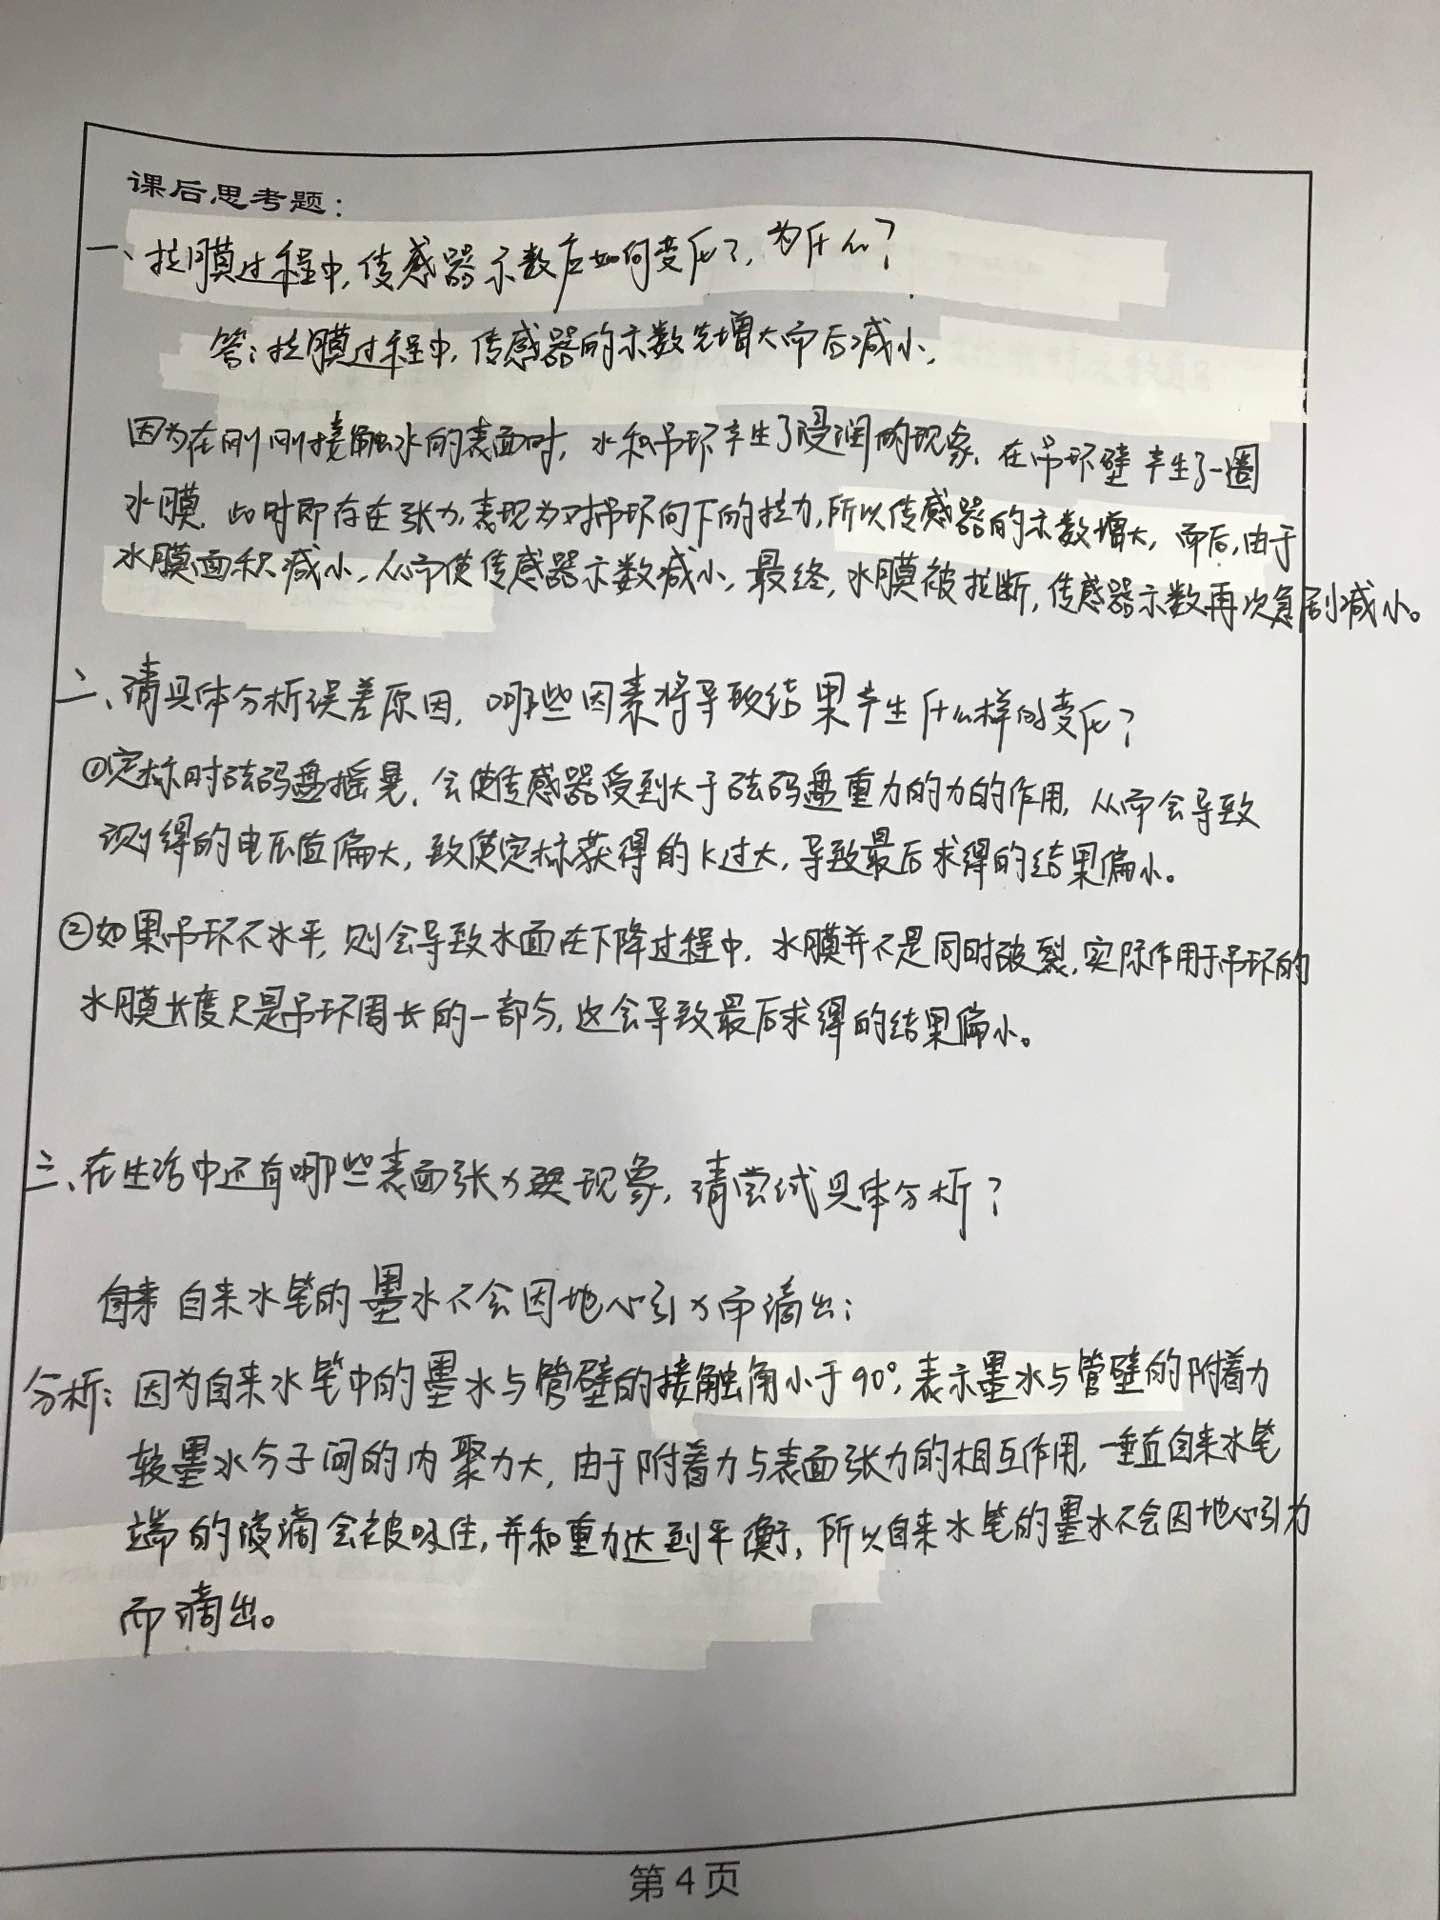 课后思考题：
一、拉膜过程中，传感器示数应如何变化？，为什么？
答：拉膜过程中，传感器的示数先增大而后减小，
因为在刚刚接触水的表面时，水和吊环产生了浸润的现象，在吊环壁产生了一圈
水膜，此时即存在张力，表现为对吊环向下的拉力，所以传感器的示数增大，而后，由于
水膜面积减小，从而使传感器示数减小，最终，水膜被拉断，传感器示数再次急剧减小。
二、请具体分析误差原因，哪些因素将导致结果产生什么样的变化？
①定标时砝码盘摇晃，会使传感器受到大于砝码盘重力的力的作用，从而会导致
测得的电压值偏大，致使定标获得的K过大，导致最后求得的结果偏小。
②如果吊环不水平，则会导致水面在下降过程中，水膜并不是同时破裂，实际作用于吊环的
水膜长度只是吊环周长的一部分，这会导致最后求得的结果偏小。
三、在生活中还有哪些表面张力现象，请尝试具体分析？
自来水笔的墨水不会因地心引力而滴出：
分析：因为自来水笔中的墨水与管壁的接触角小于90°，表示墨水与管壁的附着力
较墨水分子间的内聚力大，由于附着力与表面张力的相互作用，一垂直自来水笔
端的液滴会被吸住，并和重力达到平衡，所以自来水笔的墨水不会因地心引力
而滴出。
第4页